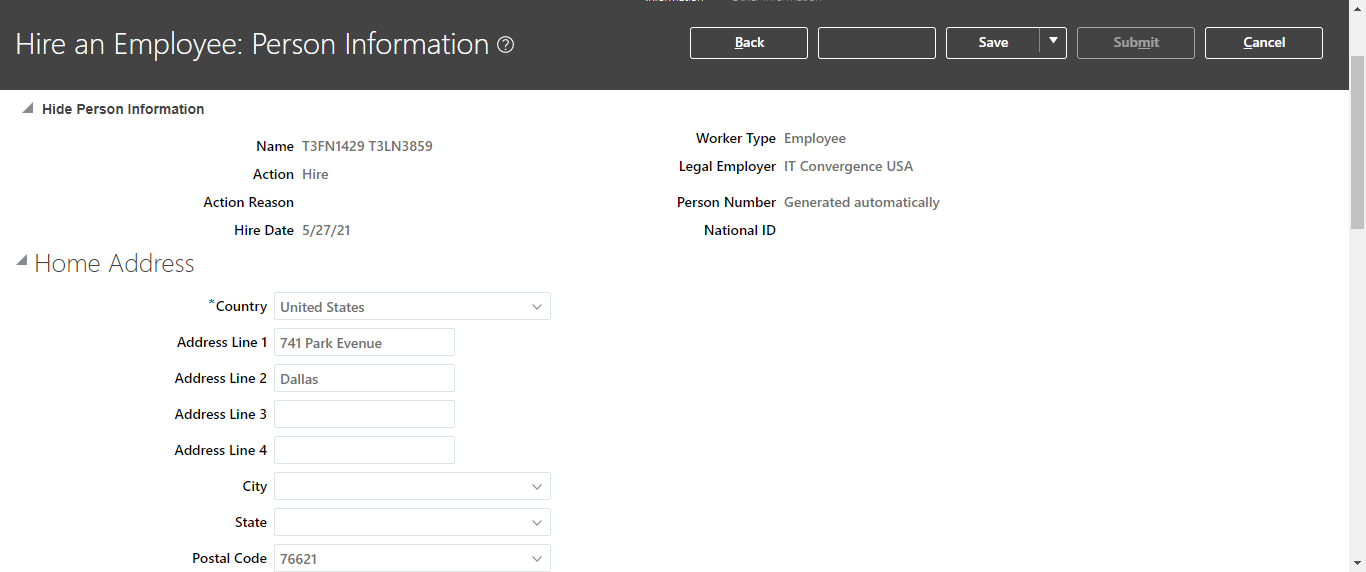 Hire an Employee: Person Information
Back
Save
Submit
Cancel
Hide Person Information
Name T3FN1429 T3LN3859
Action Hire
Action Reason
Hire Date 5/27/21
Worker Type Employee
Legal Employer IT Convergence USA
Person Number Generated automatically
National ID
Home Address
*Country United States
Address Line 1 741 Park Evenue
Address Line 2 Dallas
Address Line 3
Address Line 4
City
State
Postal Code 76621